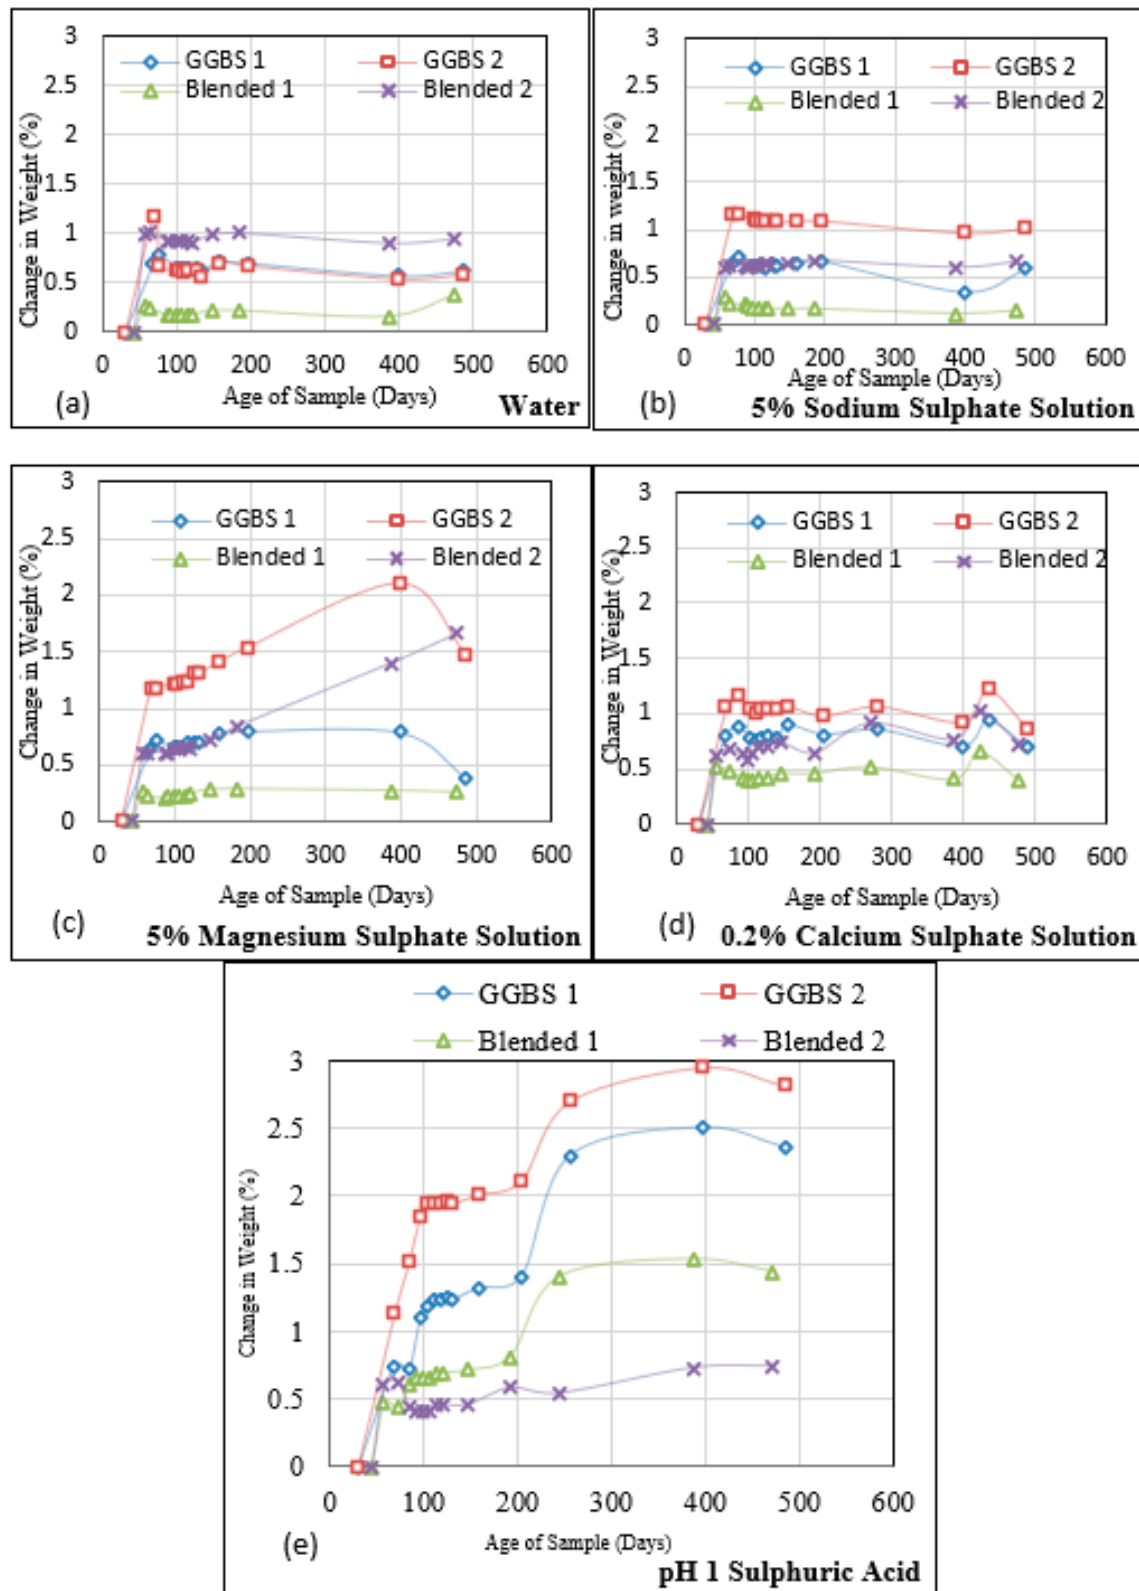 3
2.5
2
1.5
1
0.5
0
0 100 200 300 400 500 600
GGBS 1 GGBS 2
Blended 1 Blended 2
Change in Weight (%)
Age of Sample (Days)
(a) Water
3
2.5
2
1.5
1
0.5
0
0 100 200 300 400 500 600
GGBS 1 GGBS 2
Blended 1 Blended 2
Change in weight (%)
Age of Sample (Days)
(b) 5% Sodium Sulphate Solution
3
2.5
2
1.5
1
0.5
0
0 100 200 300 400 500 600
GGBS 1 GGBS 2
Blended 1 Blended 2
Change in Weight (%)
Age of Sample (Days)
(c) 5% Magnesium Sulphate Solution
3
2.5
2
1.5
1
0.5
0
0 100 200 300 400 500 600
GGBS 1 GGBS 2
Blended 1 Blended 2
Change in Weight (%)
Age of Sample (Days)
(d) 0.2% Calcium Sulphate Solution
GGBS 1 GGBS 2
Blended 1 Blended 2
3
2.5
2
1.5
1
0.5
0
0 100 200 300 400 500 600
Change in Weight (%)
Age of Sample (Days)
(e) pH 1 Sulphuric Acid